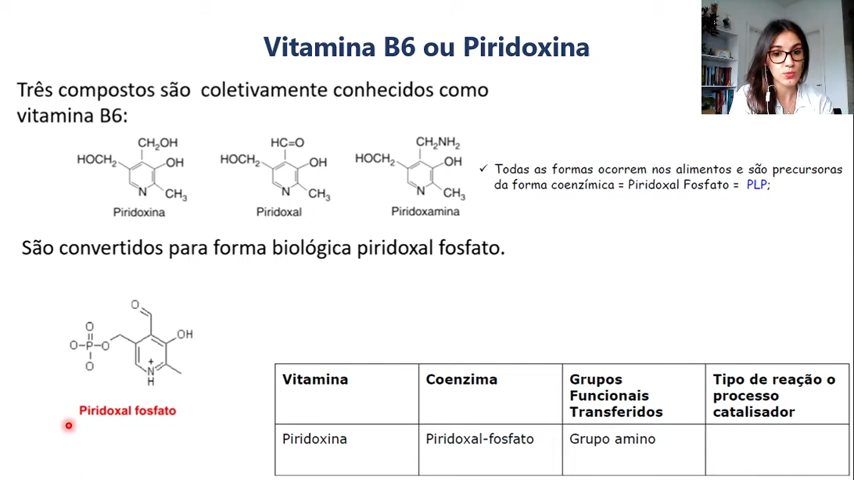 Vitamina B6 ou Piridoxina
Três compostos são coletivamente conhecidos como
vitamina B6:
CH₂OH
HOCH₂
OH
N
CH₃
Piridoxina
HC=O
HOCH₂
OH
N
CH₃
Piridoxal
CH₂NH₂
HOCH₂
OH
N
CH₃
Piridoxamina
✓ Todas as formas ocorrem nos alimentos e são precursoras
da forma coenzímica = Piridoxal Fosfato = PLP;
São convertidos para forma biológica piridoxal fosfato.
O
O
OH
O-P-O
O
+
N
H
Piridoxal fosfato
Vitamina
Coenzima
Grupos
Funcionais
Transferidos
Tipo de reação o
processo
catalisador
Piridoxina
Piridoxal-fosfato
Grupo amino